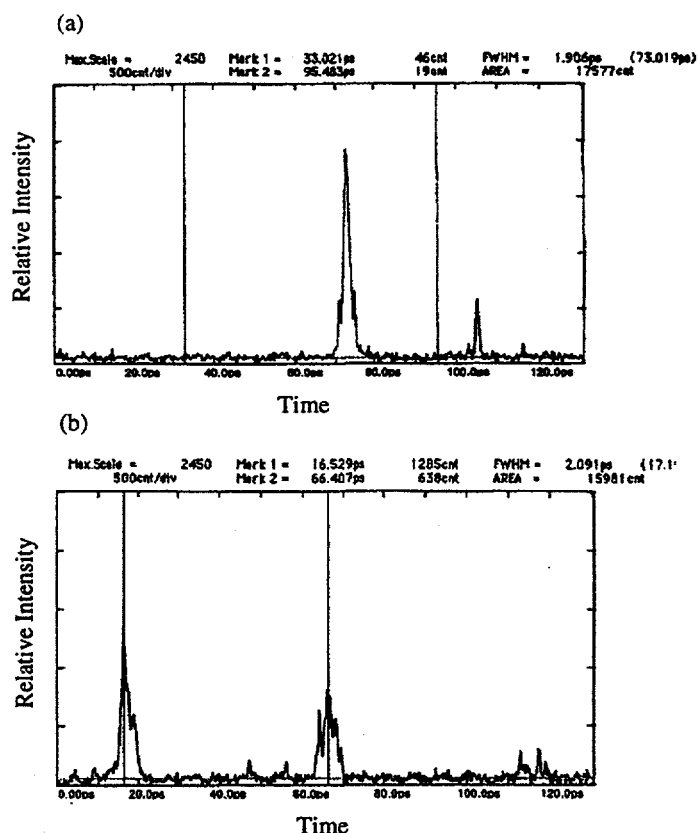 (a)
Max.Scale = 2450 Mark 1 = 33.021ps 46cnt FWHM = 1.906ps (73.019ps)
500cnt/div Mark 2 = 95.483ps 19cnt AREA = 17577cnt
Relative Intensity
0.00ps 20.0ps 40.0ps 60.0ps 80.0ps 100.0ps 120.0ps
Time
(b)
Max.Scale = 2450 Mark 1 = 16.529ps 1285cnt FWHM = 2.091ps (17.1
500cnt/div Mark 2 = 66.407ps 638cnt AREA = 15981cnt
Relative Intensity
0.00ps 20.0ps 40.0ps 60.0ps 80.0ps 100.0ps 120.0ps
Time